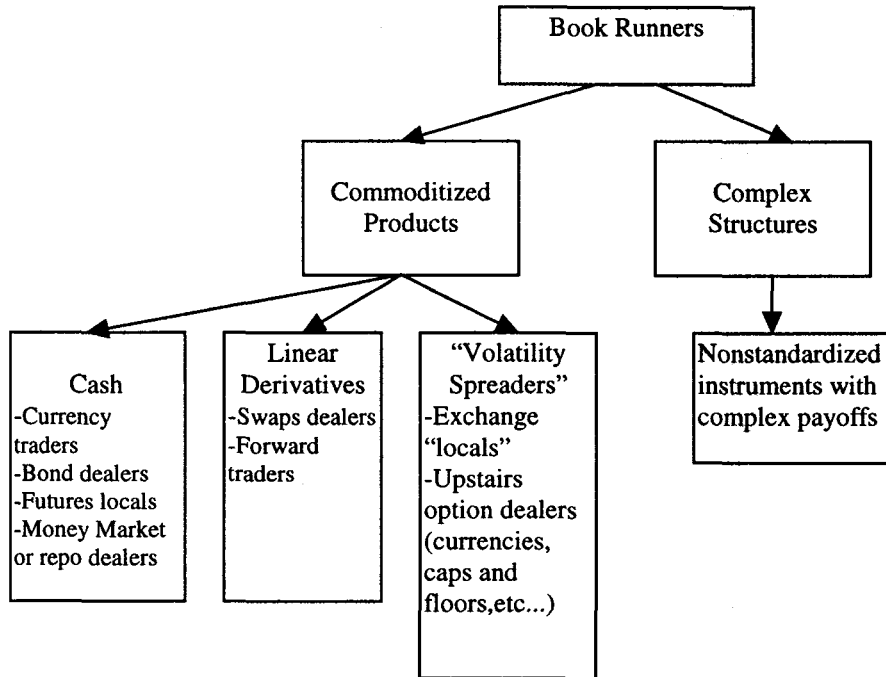 Book Runners
Commoditized
Products
Complex
Structures
Cash
-Currency
traders
-Bond dealers
-Futures locals
-Money Market
or repo dealers
Linear
Derivatives
-Swaps dealers
-Forward
traders
“Volatility
Spreaders”
-Exchange
“locals”
-Upstairs
option dealers
(currencies,
caps and
floors,etc...)
Nonstandardized
instruments with
complex payoffs